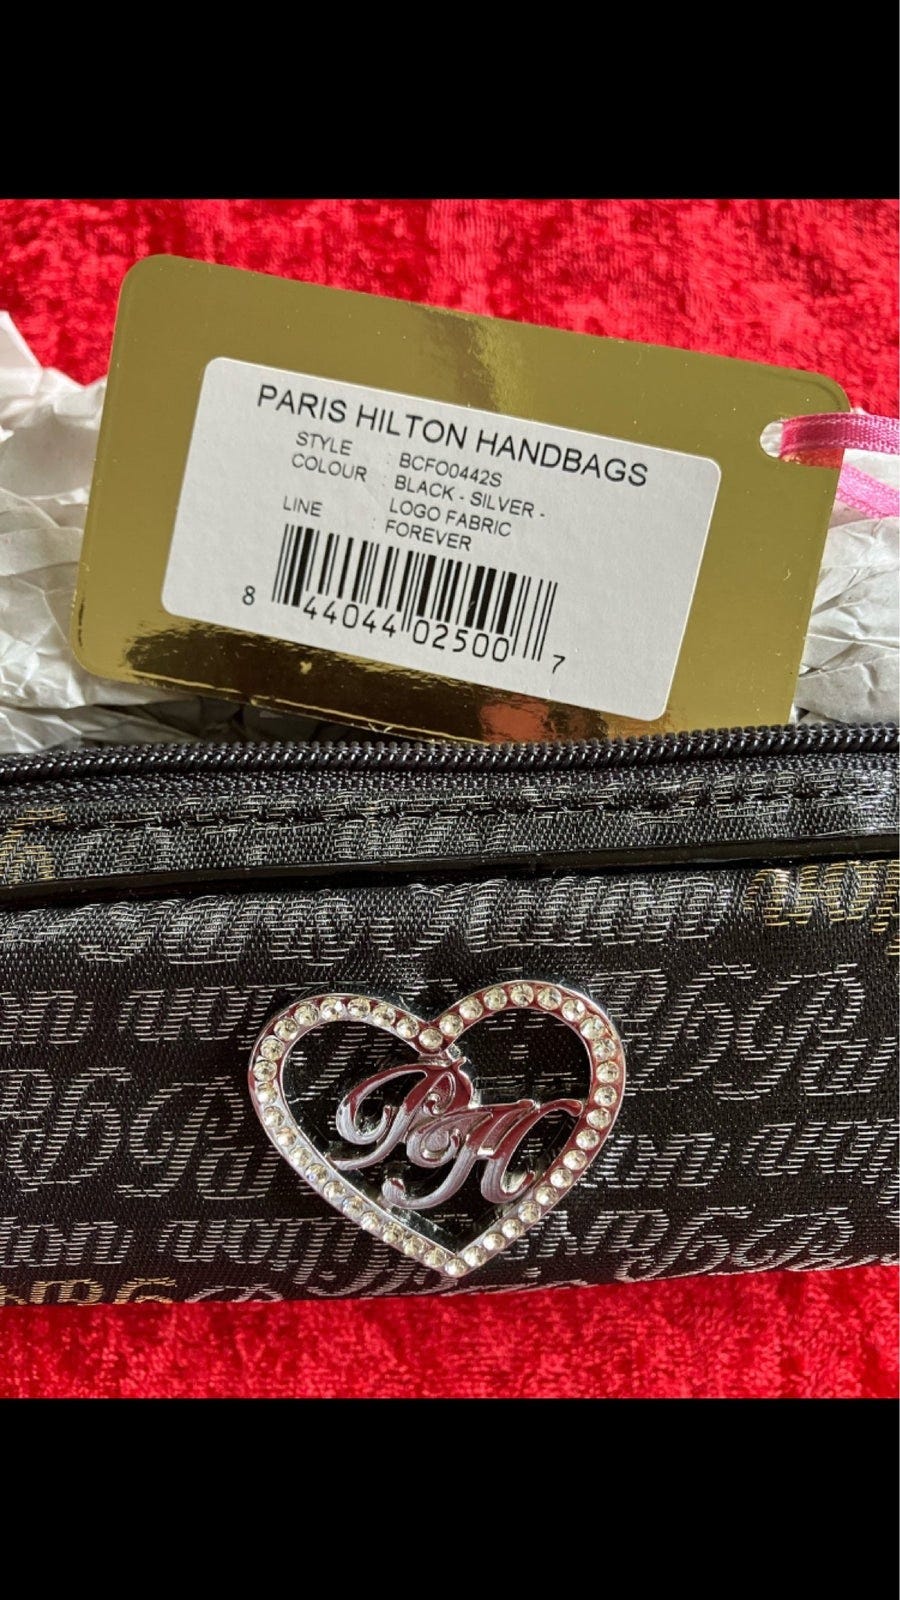 PARIS HILTON HANDBAGS
STYLE : BCFO0442S
COLOUR : BLACK - SILVER -
LOGO FABRIC
LINE : FOREVER
8 44044 02500 7
PH